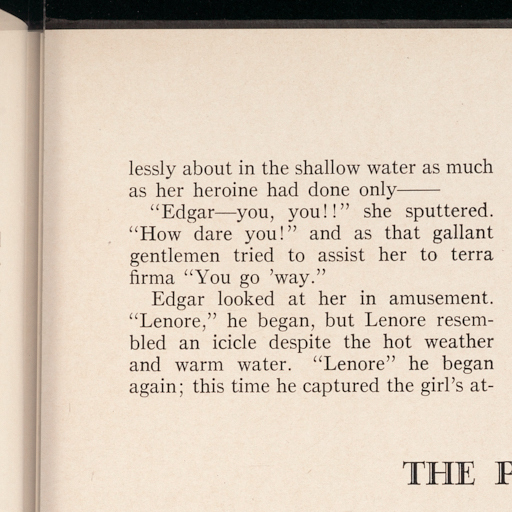 lessly about in the shallow water as much
as her heroine had done only——
“Edgar—you, you!!” she sputtered.
“How dare you!” and as that gallant
gentlemen tried to assist her to terra
firma “You go ’way.”
Edgar looked at her in amusement.
“Lenore,” he began, but Lenore resem-
bled an icicle despite the hot weather
and warm water. “Lenore” he began
again; this time he captured the girl’s at-
THE